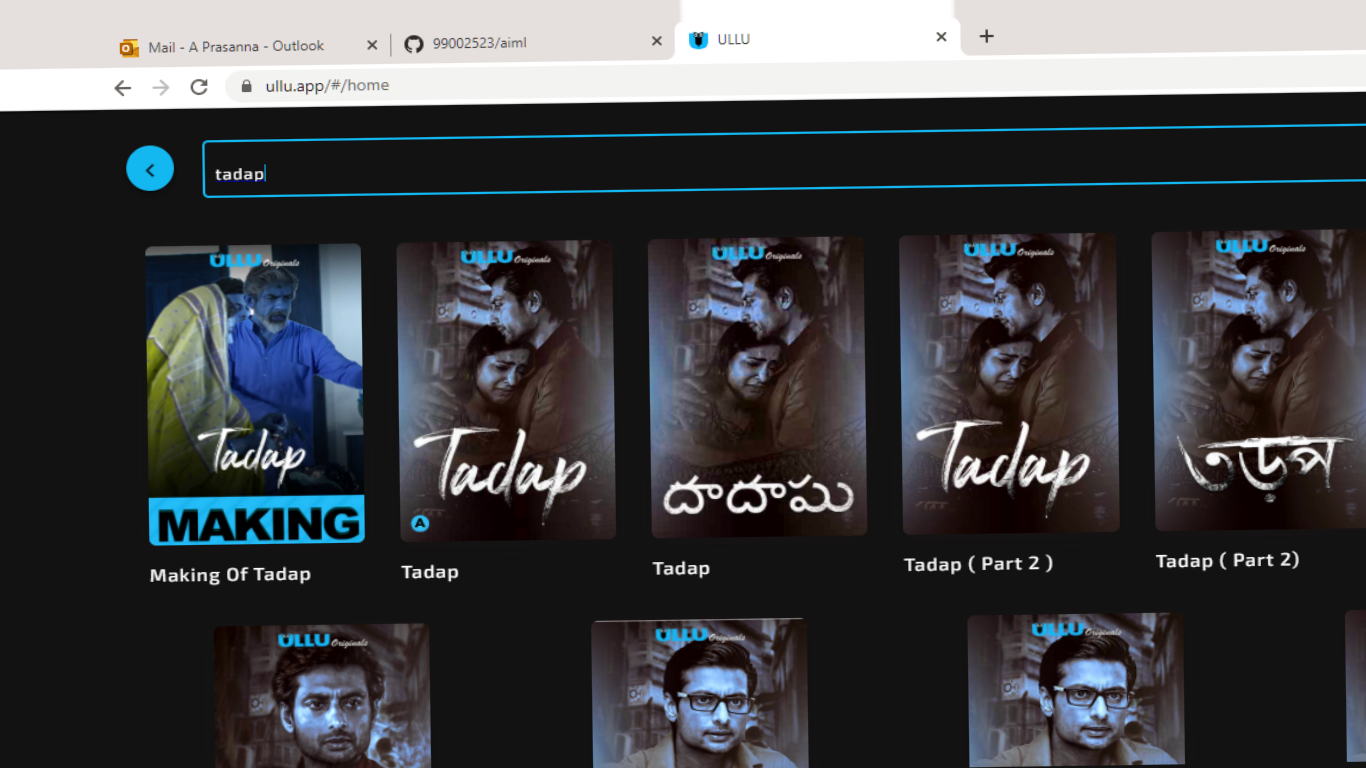 Mail - A Prasanna - Outlook
99002523/aiml
ULLU
ullu.app/#/home
tadap
ULLU Originals
ULLU Originals
ULLU Originals
ULLU Originals
ULLU Originals
Tadap
Tadap
దాదాపు
Tadap
তড়প
MAKING
A
Making Of Tadap
Tadap
Tadap
Tadap ( Part 2 )
Tadap ( Part 2)
ULLU Originals
ULLU Originals
ULLU Originals